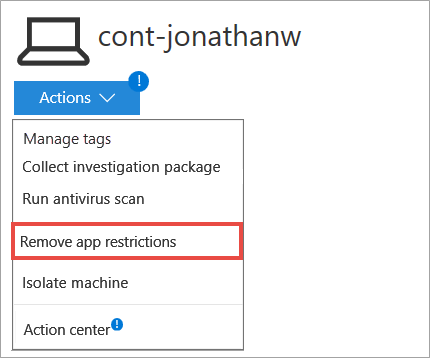 cont-jonathanw
Actions
Manage tags
Collect investigation package
Run antivirus scan
Remove app restrictions
Isolate machine
Action center